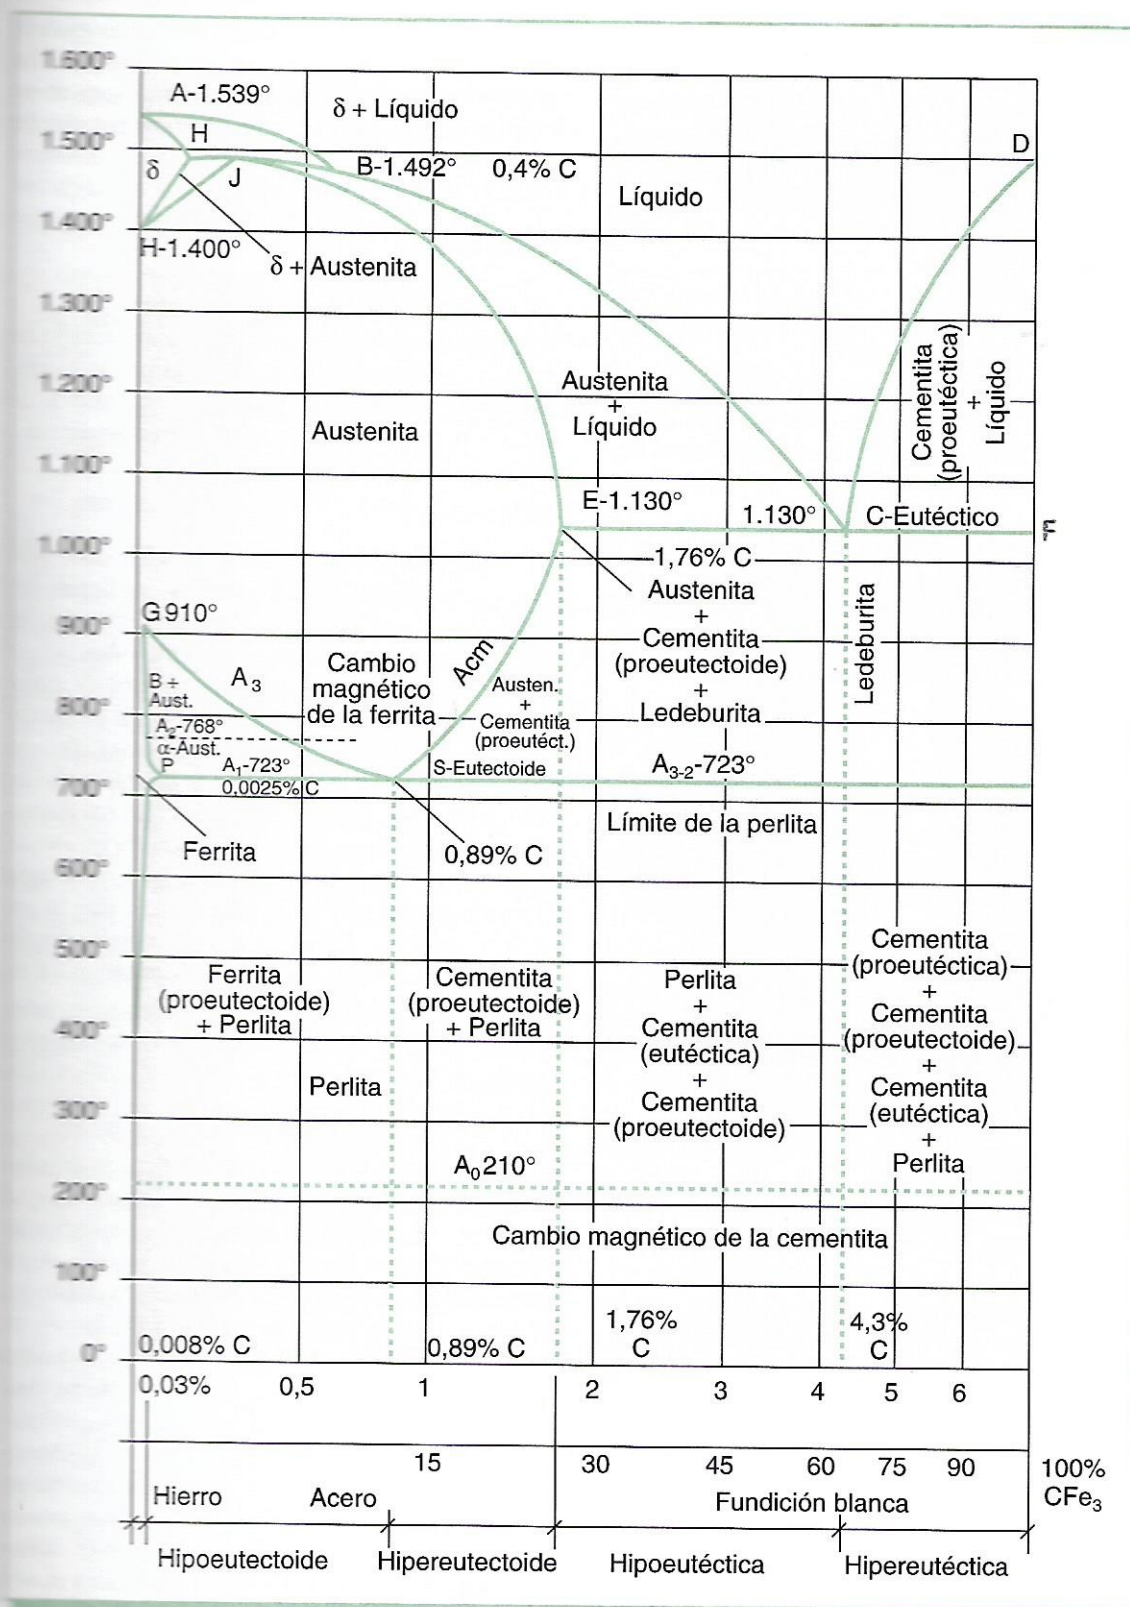 1.600°
A-1.539°
δ + Líquido
H
1.500°
D
δ
J
B-1.492°
0,4% C
Líquido
1.400°
H-1.400°
δ + Austenita
1.300°
Cementita
(proeutéctica)
+
Líquido
1.200°
Austenita
+
Líquido
Austenita
1.100°
E-1.130°
1.130°
C-Eutéctico
1.000°
1,76% C
Austenita
+
Cementita
(proeutectoide)
+
Ledeburita
Ledeburita
G 910°
900°
A3
Cambio
magnético
de la ferrita
Acm
B +
Aust.
Austen.
+
Cementita
(proeutéct.)
800°
A2-768°
α-Aust.
P
A1-723°
S-Eutectoide
A3-2-723°
0,0025% C
700°
Límite de la perlita
Ferrita
0,89% C
600°
500°
Ferrita
(proeutectoide)
+ Perlita
Cementita
(proeutectoide)
+ Perlita
Perlita
+
Cementita
(eutéctica)
+
Cementita
(proeutectoide)
Cementita
(proeutéctica)
+
Cementita
(proeutectoide)
+
Cementita
(eutéctica)
+
Perlita
400°
Perlita
300°
A0 210°
200°
Cambio magnético de la cementita
100°
0,008% C
0,89% C
1,76%
C
4,3%
C
0°
0,03% 0,5 1 2 3 4 5 6
15 30 45 60 75 90 100%
CFe3
Hierro Acero Fundición blanca
Hipoeutectoide Hipereutectoide Hipoeutéctica Hipereutéctica